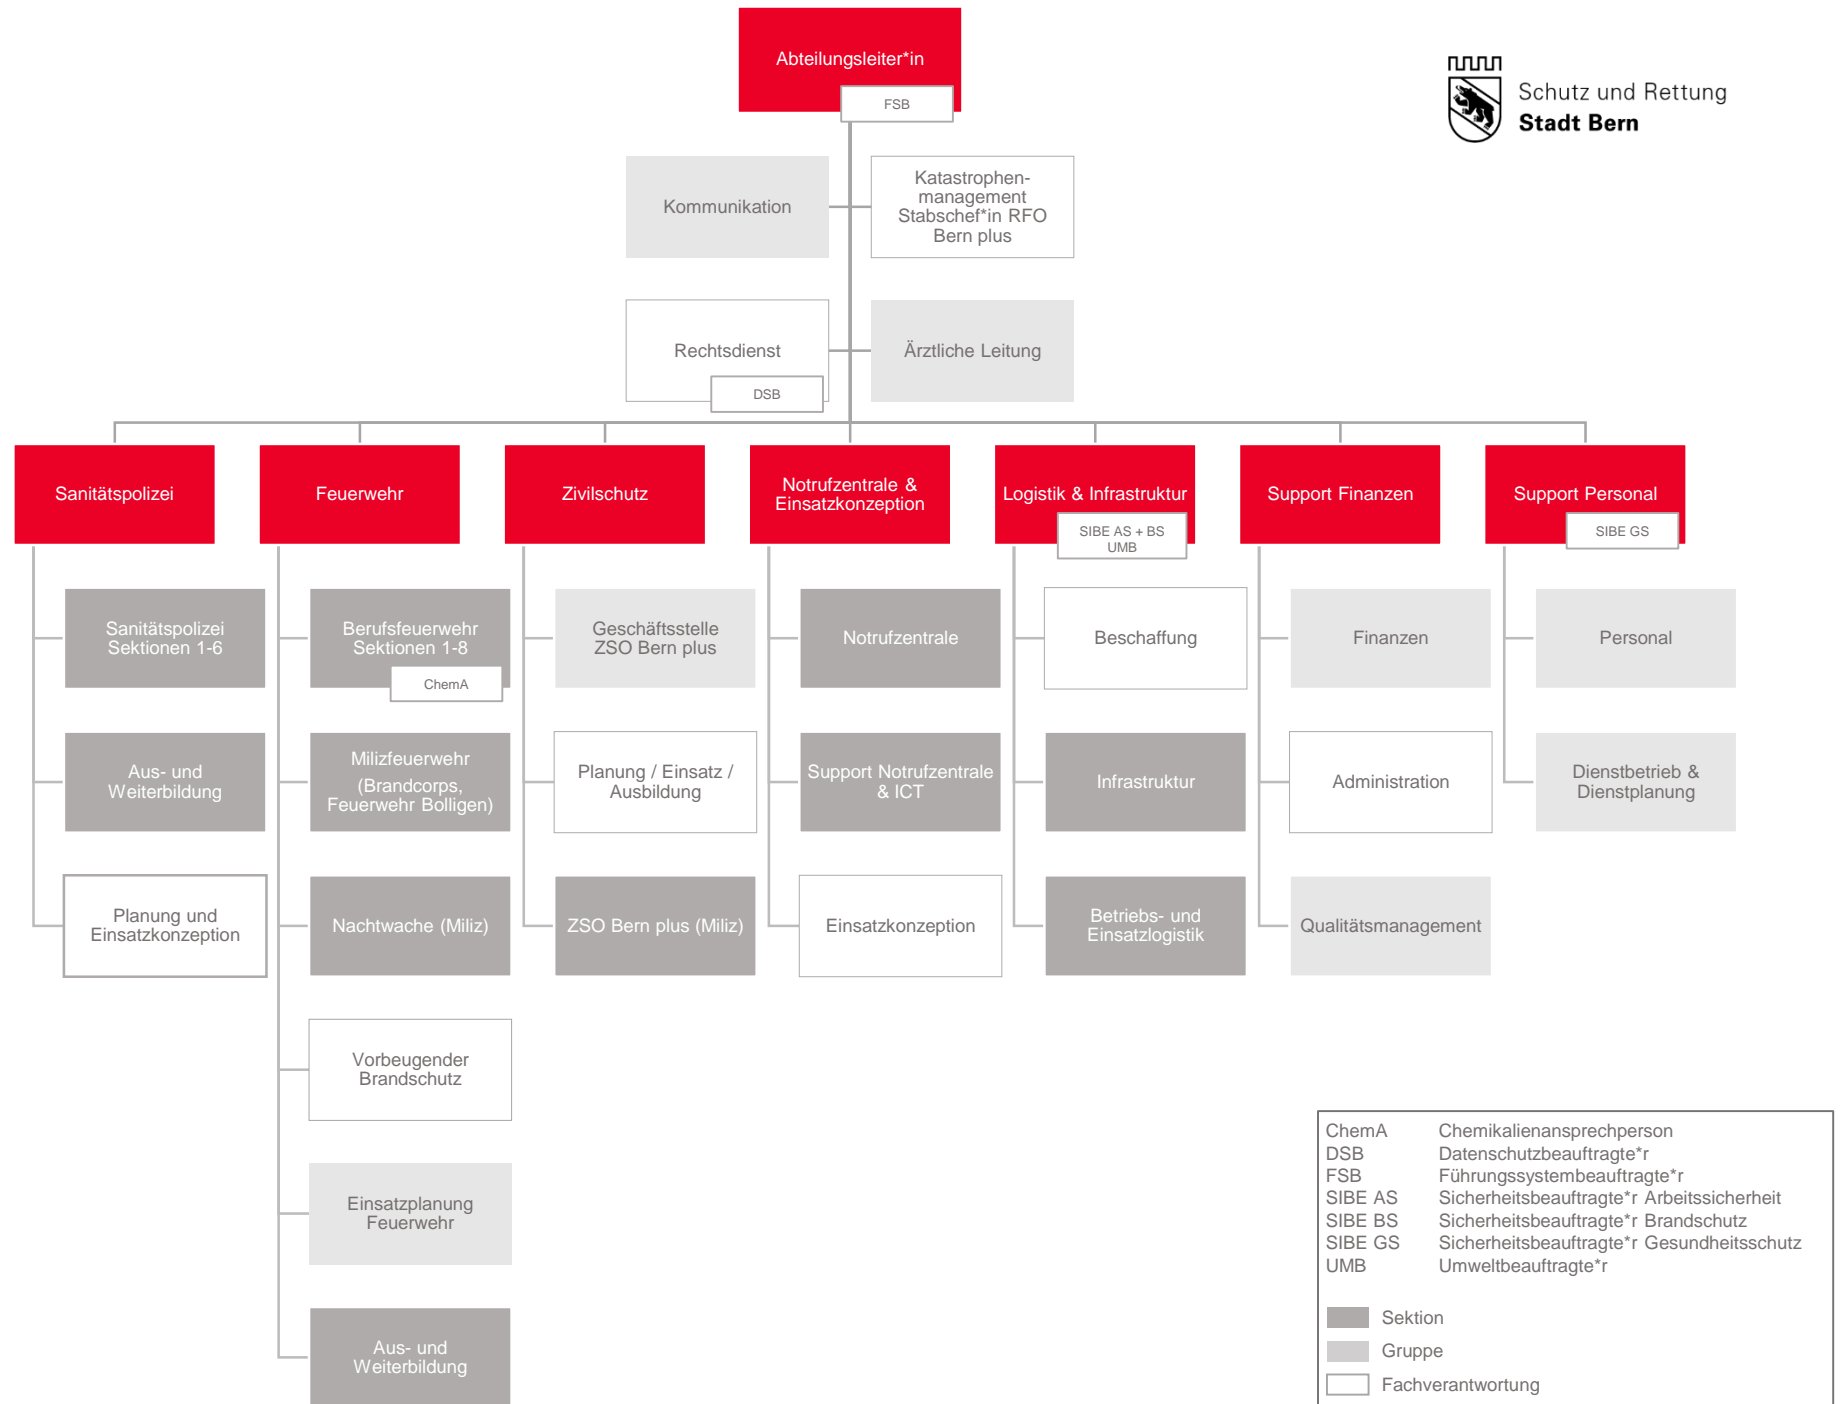 Abteilungsleiter*in
FSB
Schutz und Rettung
Stadt Bern
Kommunikation
Katastrophen-
management
Stabschef*in RFO
Bern plus
Rechtsdienst
DSB
Ärztliche Leitung
Sanitätspolizei
Feuerwehr
Zivilschutz
Notrufzentrale &
Einsatzkonzeption
Logistik & Infrastruktur
SIBE AS + BS
UMB
Support Finanzen
Support Personal
SIBE GS
Sanitätspolizei
Sektionen 1-6
Berufsfeuerwehr
Sektionen 1-8
ChemA
Geschäftsstelle
ZSO Bern plus
Notrufzentrale
Beschaffung
Finanzen
Personal
Aus- und
Weiterbildung
Milizfeuerwehr
(Brandcorps,
Feuerwehr Bolligen)
Planung / Einsatz /
Ausbildung
Support Notrufzentrale
& ICT
Infrastruktur
Administration
Dienstbetrieb &
Dienstplanung
Planung und
Einsatzkonzeption
Nachtwache (Miliz)
ZSO Bern plus (Miliz)
Einsatzkonzeption
Betriebs- und
Einsatzlogistik
Qualitätsmanagement
Vorbeugender
Brandschutz
Einsatzplanung
Feuerwehr
Aus- und
Weiterbildung
ChemA Chemikalienansprechperson
DSB Datenschutzbeauftragte*r
FSB Führungssystembeauftragte*r
SIBE AS Sicherheitsbeauftragte*r Arbeitssicherheit
SIBE BS Sicherheitsbeauftragte*r Brandschutz
SIBE GS Sicherheitsbeauftragte*r Gesundheitsschutz
UMB Umweltbeauftragte*r
Sektion
Gruppe
Fachverantwortung